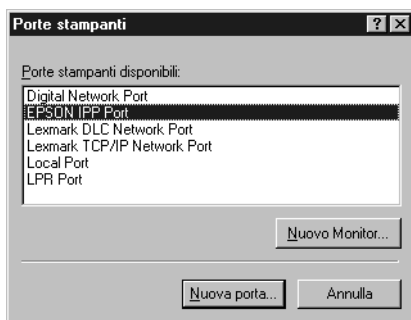 Porte stampanti
Porte stampanti disponibili:
Digital Network Port
EPSON IPP Port
Lexmark DLC Network Port
Lexmark TCP/IP Network Port
Local Port
LPR Port
Nuovo Monitor...
Nuova porta... Annulla